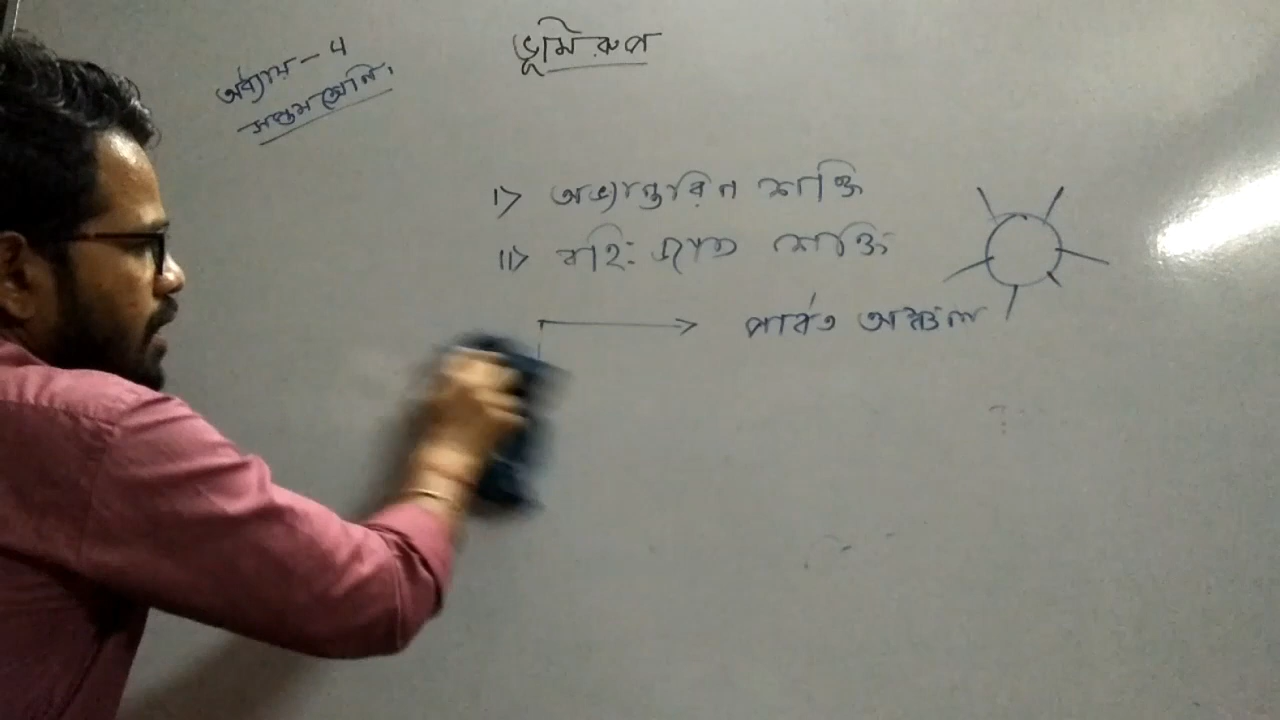 অধ্যায় - 4
সপ্তম শ্রেণি।
ভূমিরূপ
i> অভ্যন্তরিন শক্তি
ii> বহিঃজাত শক্তি
পার্বত অঞ্চল